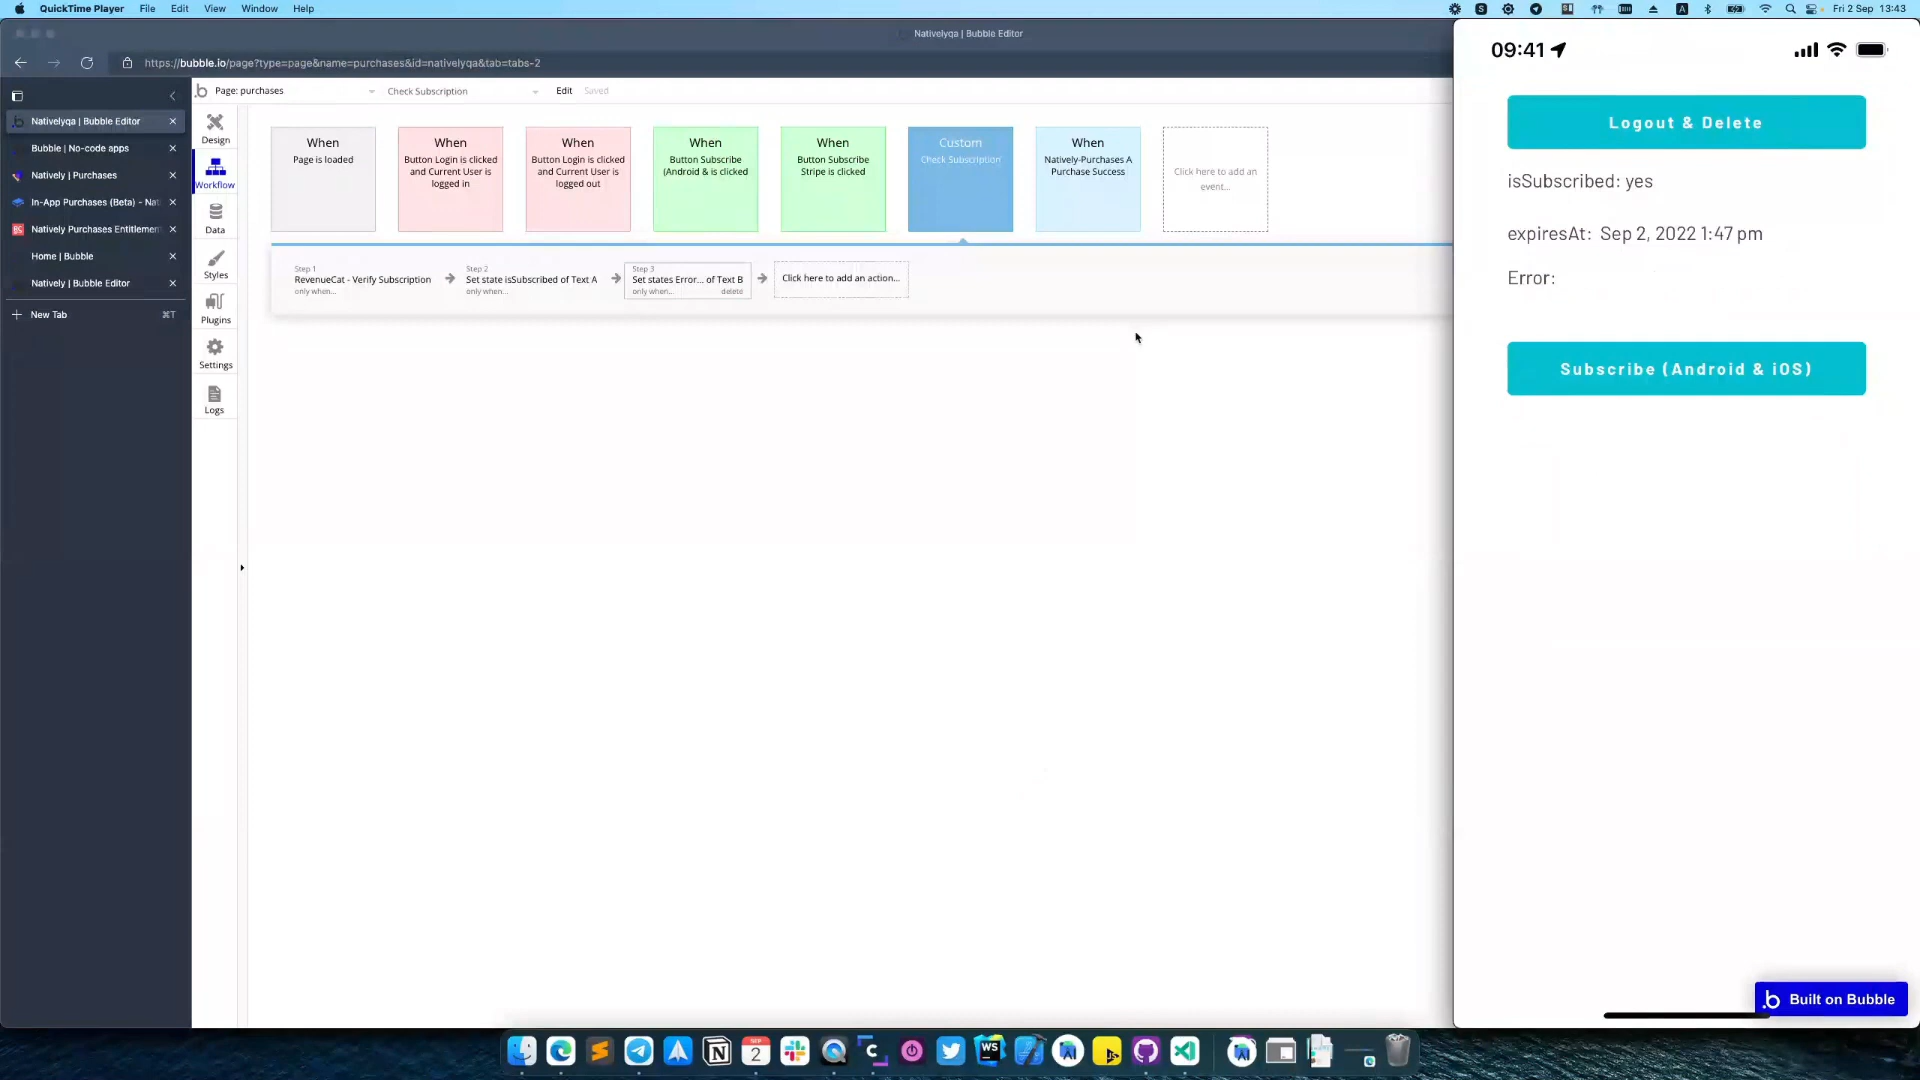 QuickTime Player File Edit View Window Help
Fri 2 Sep 13:43
Nativelyqa | Bubble Editor
https://bubble.io/page?type=page&name=purchases&id=nativelyqa&tab=tabs-2
Nativelyqa | Bubble Editor
Bubble | No-code apps
Natively | Purchases
In-App Purchases (Beta) - Nat
Natively Purchases Entitlemen
Home | Bubble
Natively | Bubble Editor
New Tab
⌘T
Page: purchases
Check Subscription
Edit
Saved
Design
Workflow
Data
Styles
Plugins
Settings
Logs
When
Page is loaded
When
Button Login is clicked
and Current User is
logged in
When
Button Login is clicked
and Current User is
logged out
When
Button Subscribe
(Android & is clicked
When
Button Subscribe
Stripe is clicked
Custom
Check Subscription
When
Natively-Purchases A
Purchase Success
Click here to add an
event...
Step 1
RevenueCat - Verify Subscription
only when...
Step 2
Set state isSubscribed of Text A
only when...
Step 3
Set states Error... of Text B
only when...
delete
Click here to add an action...
09:41
Logout & Delete
isSubscribed: yes
expiresAt: Sep 2, 2022 1:47 pm
Error:
Subscribe (Android & iOS)
Built on Bubble
SEP
2
WS